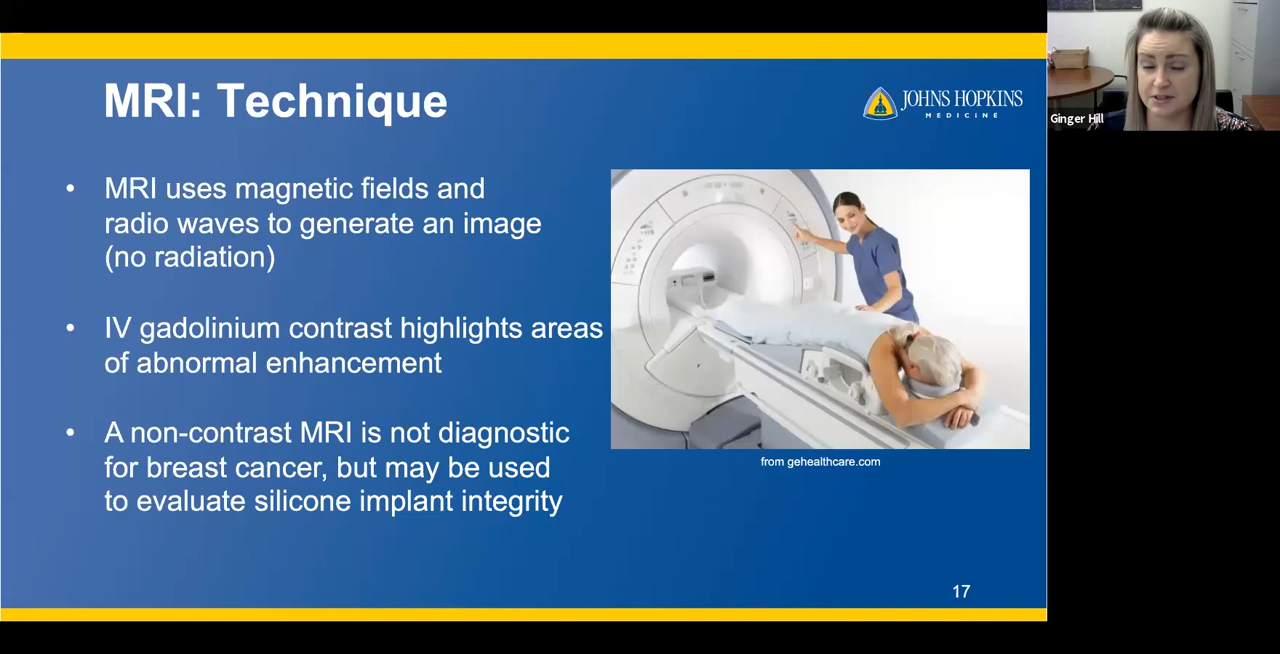 MRI: Technique
JOHNS HOPKINS
MEDICINE
Ginger Hill
• MRI uses magnetic fields and
radio waves to generate an image
(no radiation)
• IV gadolinium contrast highlights areas
of abnormal enhancement
• A non-contrast MRI is not diagnostic
for breast cancer, but may be used
to evaluate silicone implant integrity
from gehealthcare.com
17